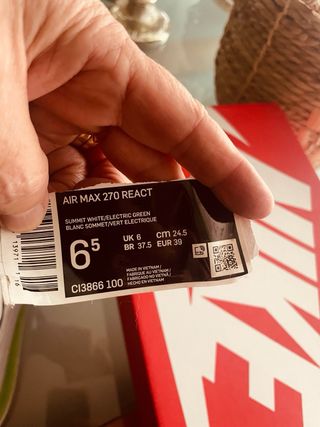 AIR MAX 270 REACT
SUMMIT WHITE/ELECTRIC GREEN
BLANC SOMMET/VERT ELECTRIQUE
6 5
UK 6 cm 24.5
BR 37.5 EUR 39
MADE IN VIETNAM /
FABRIQUE AU VIETNAM /
FABRICADO NO VIETNÃ /
HECHO EN VIETNAM
CI3866 100